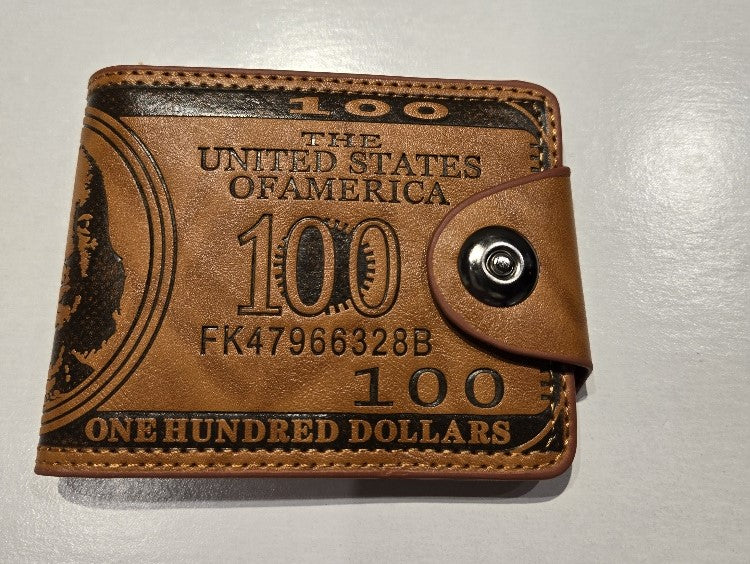 100
THE
UNITED STATES
OFAMERICA
100
FK47966328B
100
ONE HUNDRED DOLLARS